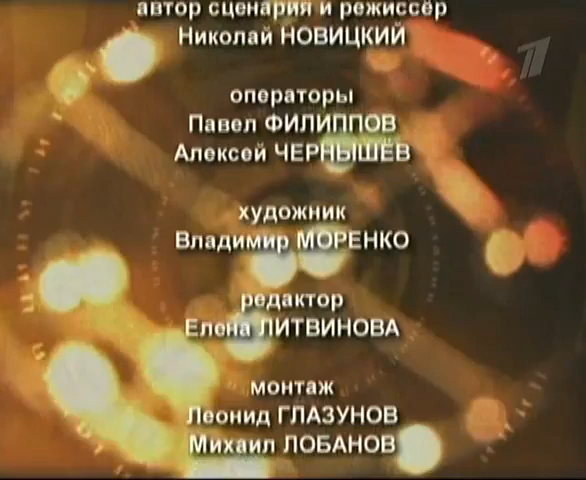 автор сценария и режиссёр
Николай НОВИЦКИЙ
операторы
Павел ФИЛИППОВ
Алексей ЧЕРНЫШЁВ
художник
Владимир МОРЕНКО
редактор
Елена ЛИТВИНОВА
монтаж
Леонид ГЛАЗУНОВ
Михаил ЛОБАНОВ